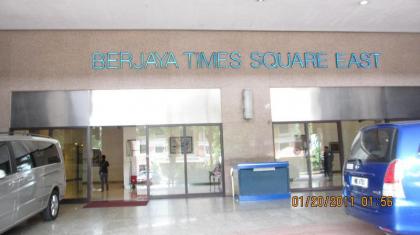 BERJAYA TIMES SQUARE EAST
01/20/2011 01:56